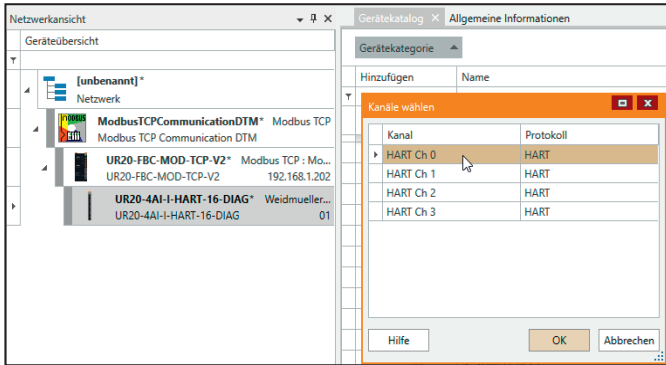 Netzwerkansicht
Geräteübersicht
[unbenannt]*
Netzwerk
ModbusTCPCommunicationDTM* Modbus TCP
Modbus TCP Communication DTM
UR20-FBC-MOD-TCP-V2* Modbus TCP : Mo...
UR20-FBC-MOD-TCP-V2 192.168.1.202
UR20-4AI-I-HART-16-DIAG* Weidmueller...
UR20-4AI-I-HART-16-DIAG 01
Gerätekatalog Allgemeine Informationen
Gerätekategorie
Hinzufügen Name
Kanäle wählen
Kanal Protokoll
HART Ch 0 HART
HART Ch 1 HART
HART Ch 2 HART
HART Ch 3 HART
Hilfe OK Abbrechen